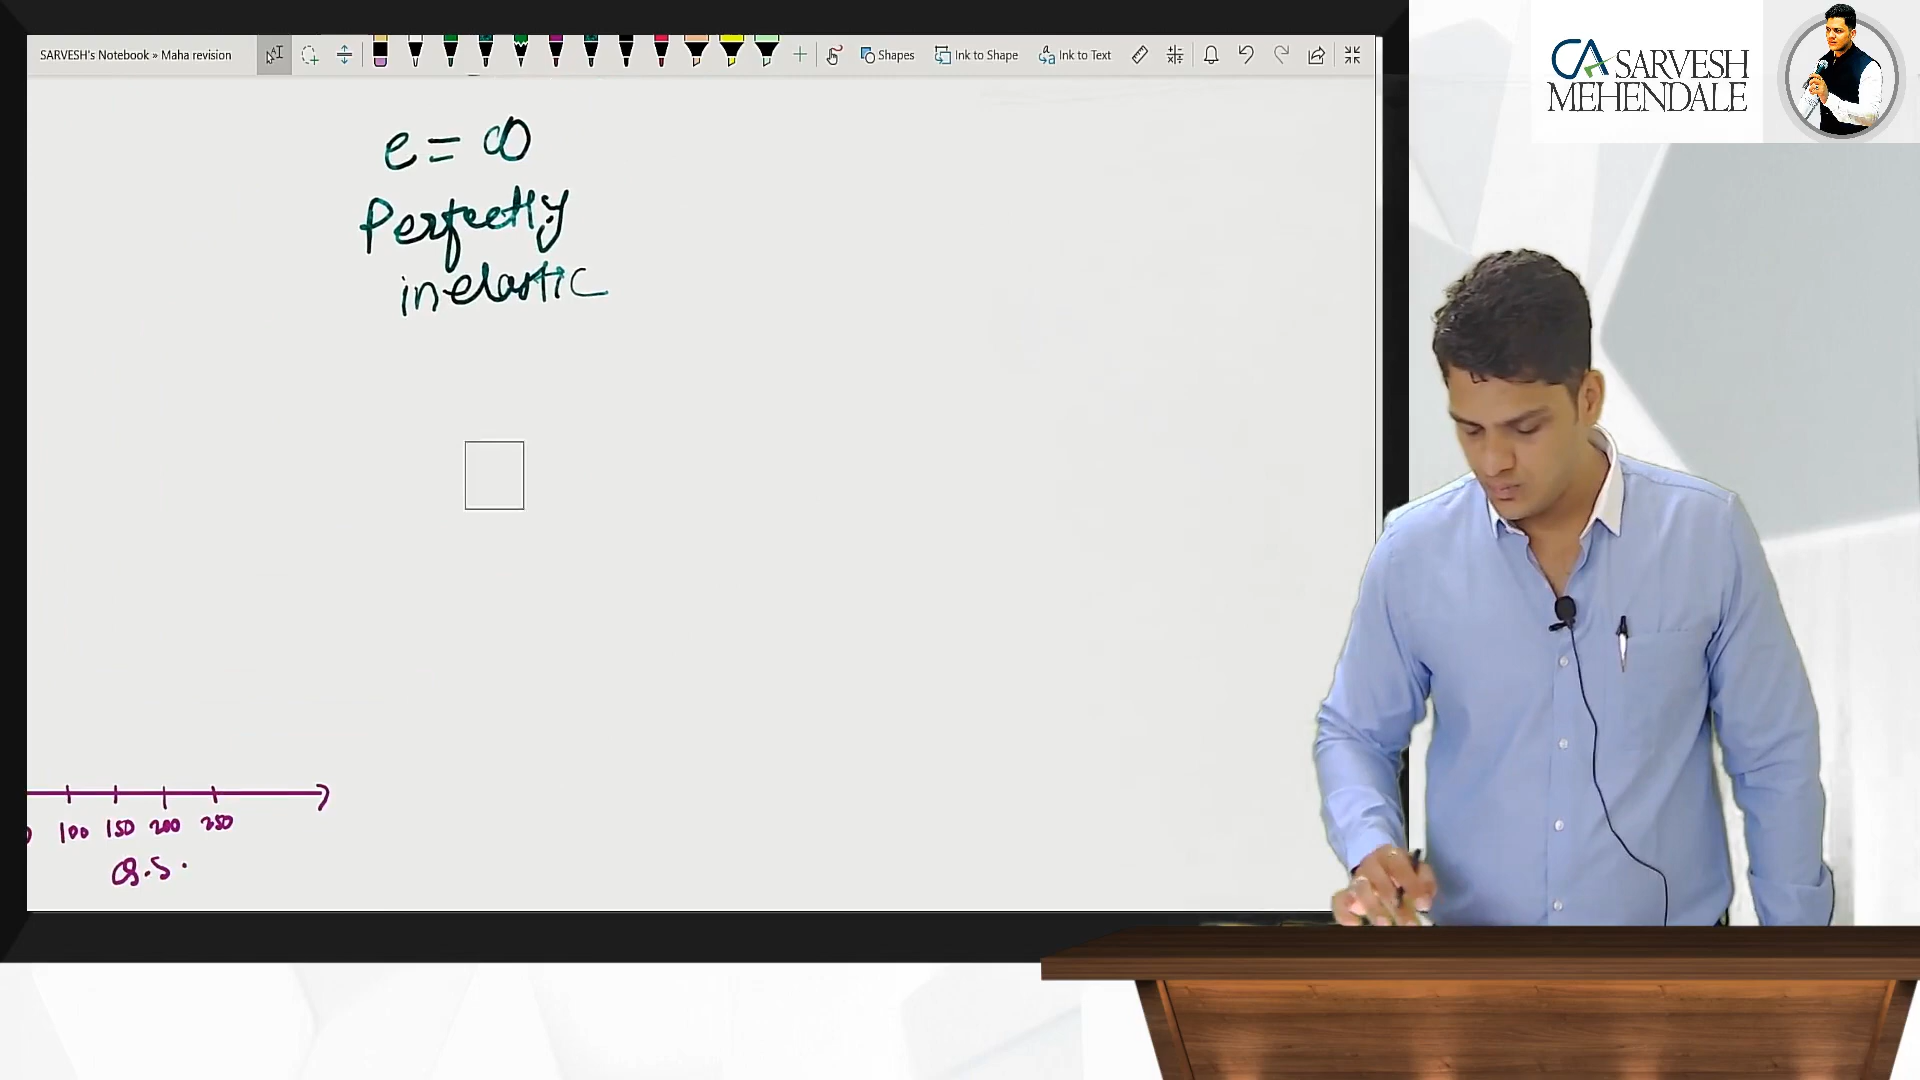 SARVESH's Notebook » Maha revision
Shapes
Ink to Shape
Ink to Text
CA SARVESH
MEHENDALE
e = ∞
Perfectly
inelastic
100 150 200 250
Q.S.